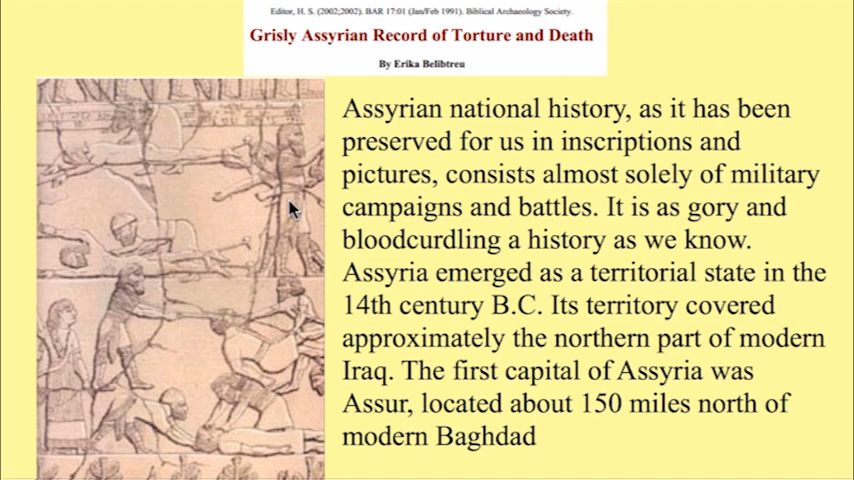 Editor, H. S. (2002;2002). BAR 17:01 (Jan/Feb 1991). Biblical Archaeology Society.
Grisly Assyrian Record of Torture and Death
By Erika Belibtreu
Assyrian national history, as it has been
preserved for us in inscriptions and
pictures, consists almost solely of military
campaigns and battles. It is as gory and
bloodcurdling a history as we know.
Assyria emerged as a territorial state in the
14th century B.C. Its territory covered
approximately the northern part of modern
Iraq. The first capital of Assyria was
Assur, located about 150 miles north of
modern Baghdad